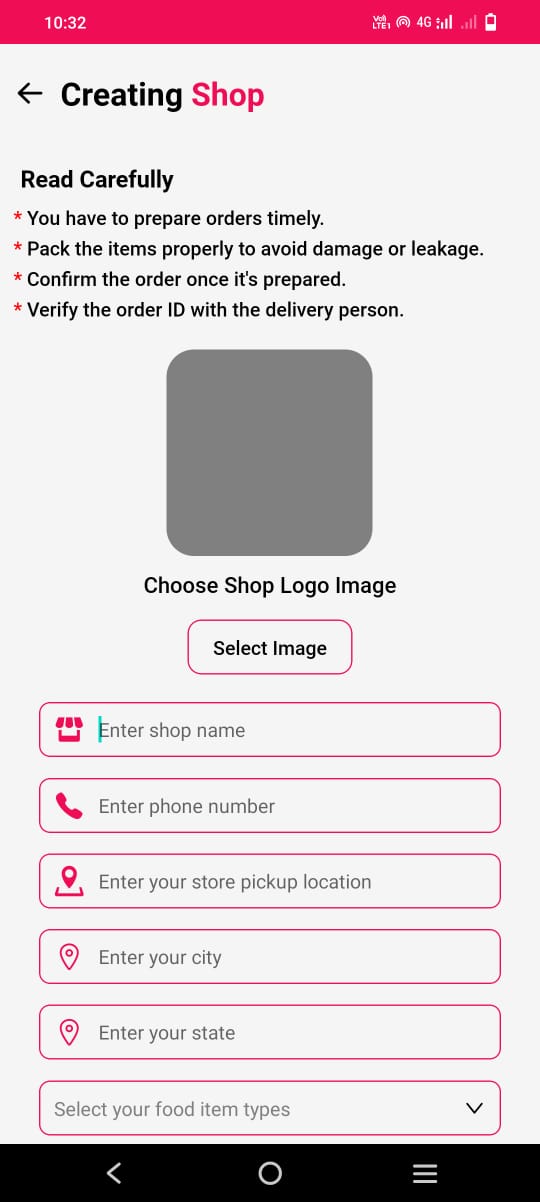 10:32
Vo) LTE1 4G
Creating Shop
Read Carefully
* You have to prepare orders timely.
* Pack the items properly to avoid damage or leakage.
* Confirm the order once it's prepared.
* Verify the order ID with the delivery person.
Choose Shop Logo Image
Select Image
Enter shop name
Enter phone number
Enter your store pickup location
Enter your city
Enter your state
Select your food item types